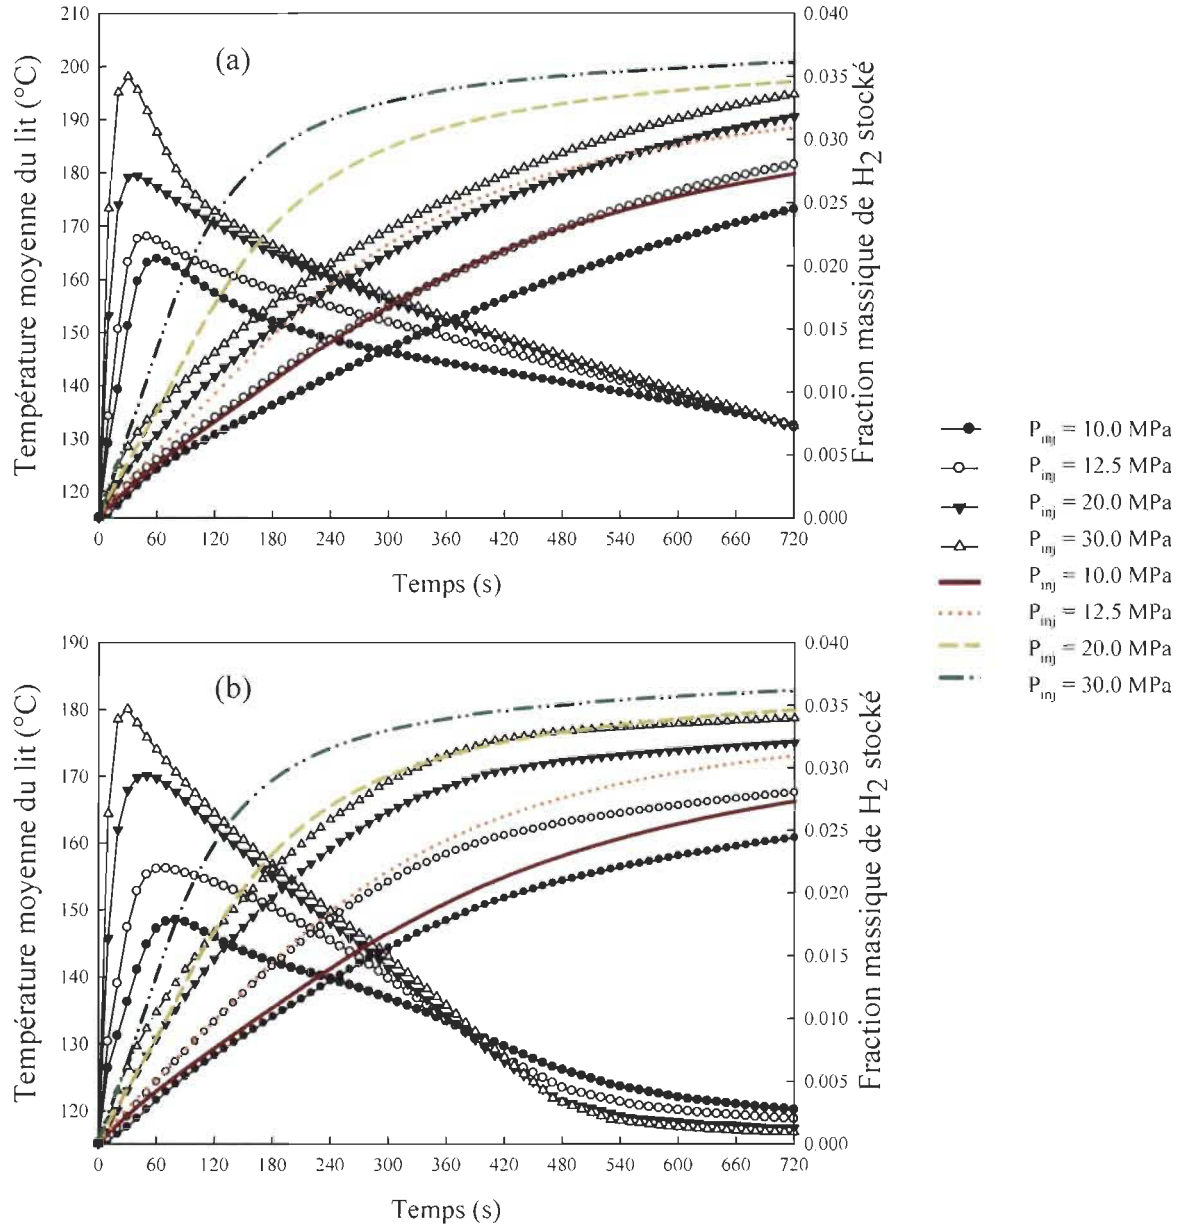 (a)
Température moyenne du lit (°C)
210
200
190
180
170
160
150
140
130
120
0.040
0.035
0.030
0.025
0.020
0.015
0.010
0.005
0.000
Fraction massique de H2 stocké
0 60 120 180 240 300 360 420 480 540 600 660 720
Temps (s)
Pinj = 10.0 MPa
Pinj = 12.5 MPa
Pinj = 20.0 MPa
Pinj = 30.0 MPa
Pinj = 10.0 MPa
Pinj = 12.5 MPa
Pinj = 20.0 MPa
Pinj = 30.0 MPa
(b)
Température moyenne du lit (°C)
190
180
170
160
150
140
130
120
0.040
0.035
0.030
0.025
0.020
0.015
0.010
0.005
0.000
Fraction massique de H2 stocké
0 60 120 180 240 300 360 420 480 540 600 660 720
Temps (s)